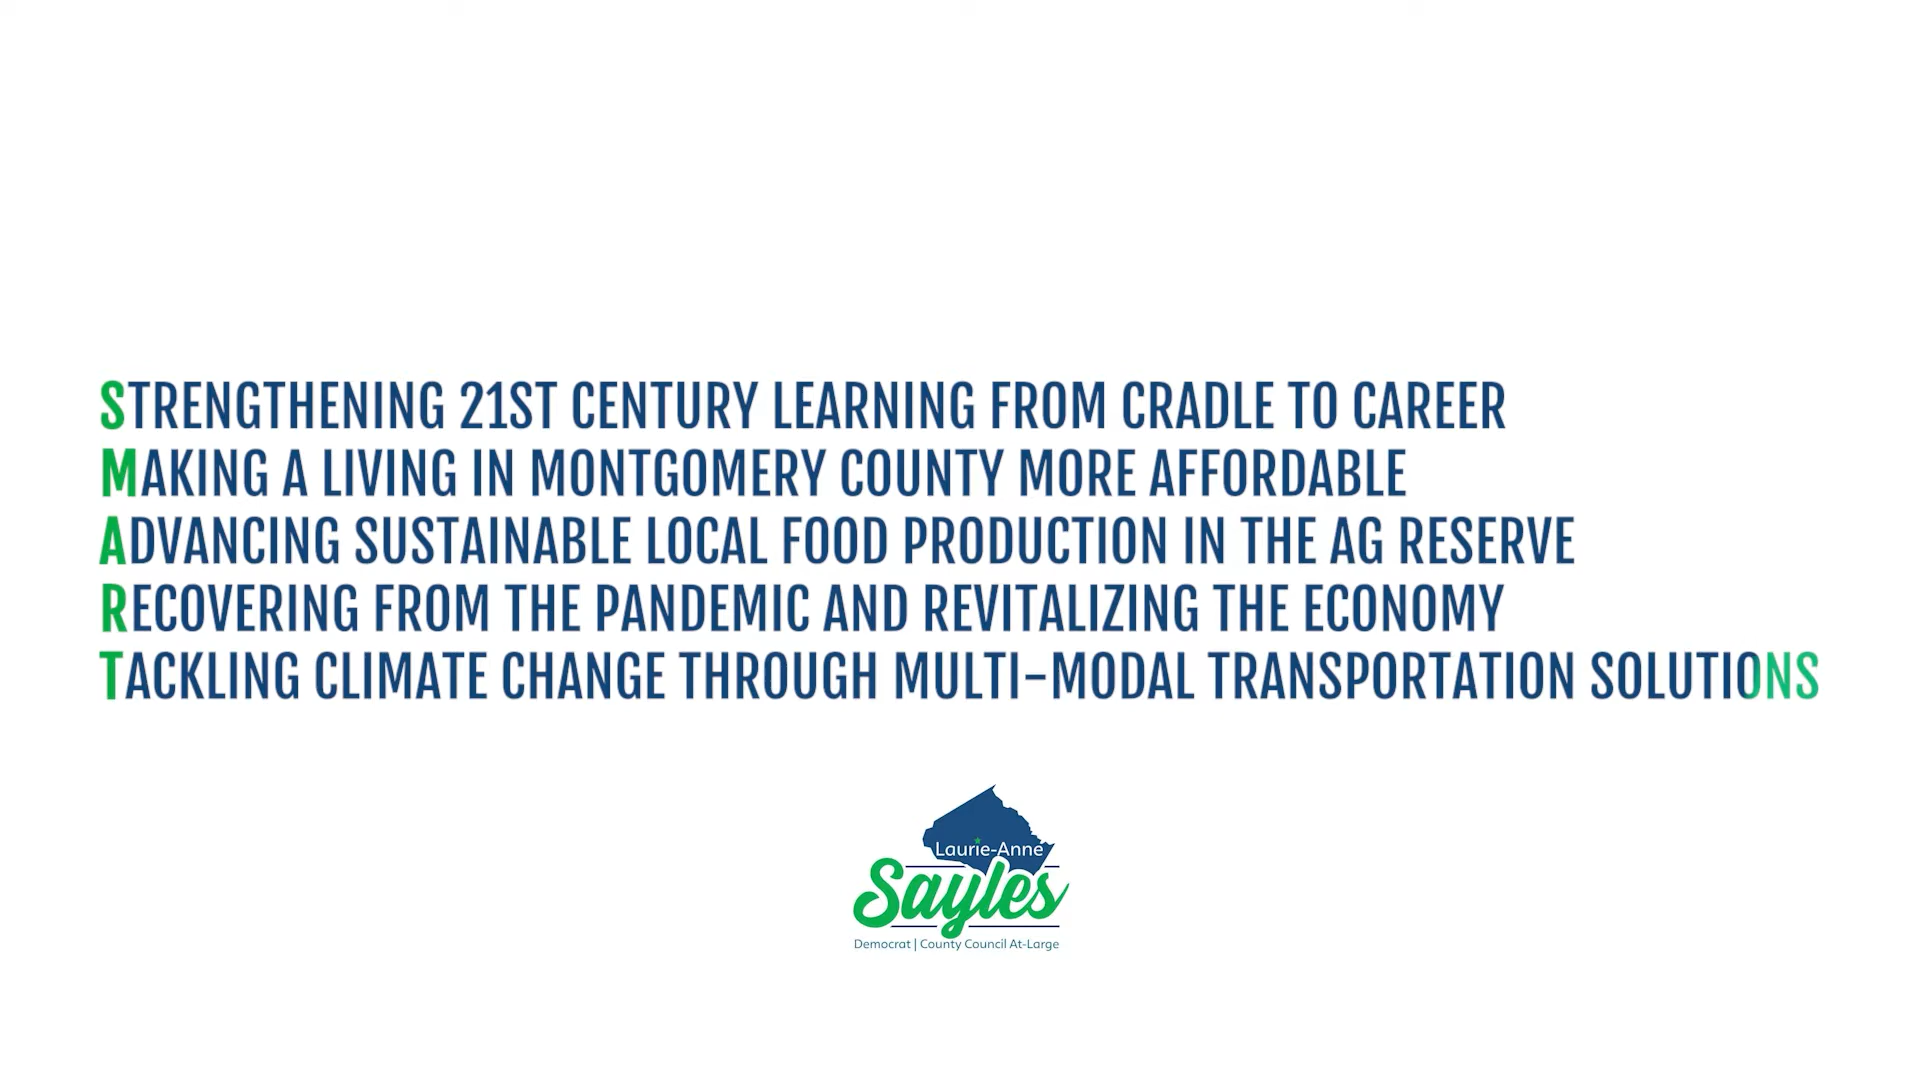 STRENGTHENING 21ST CENTURY LEARNING FROM CRADLE TO CAREER
MAKING A LIVING IN MONTGOMERY COUNTY MORE AFFORDABLE
ADVANCING SUSTAINABLE LOCAL FOOD PRODUCTION IN THE AG RESERVE
RECOVERING FROM THE PANDEMIC AND REVITALIZING THE ECONOMY
TACKLING CLIMATE CHANGE THROUGH MULTI-MODAL TRANSPORTATION SOLUTIONS
Laurie-Anne
Sayles
Democrat | County Council At-Large